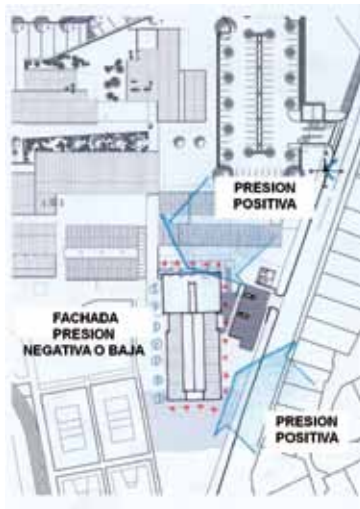 PRESION
POSITIVA
FACHADA
PRESION
NEGATIVA O BAJA
PRESION
POSITIVA